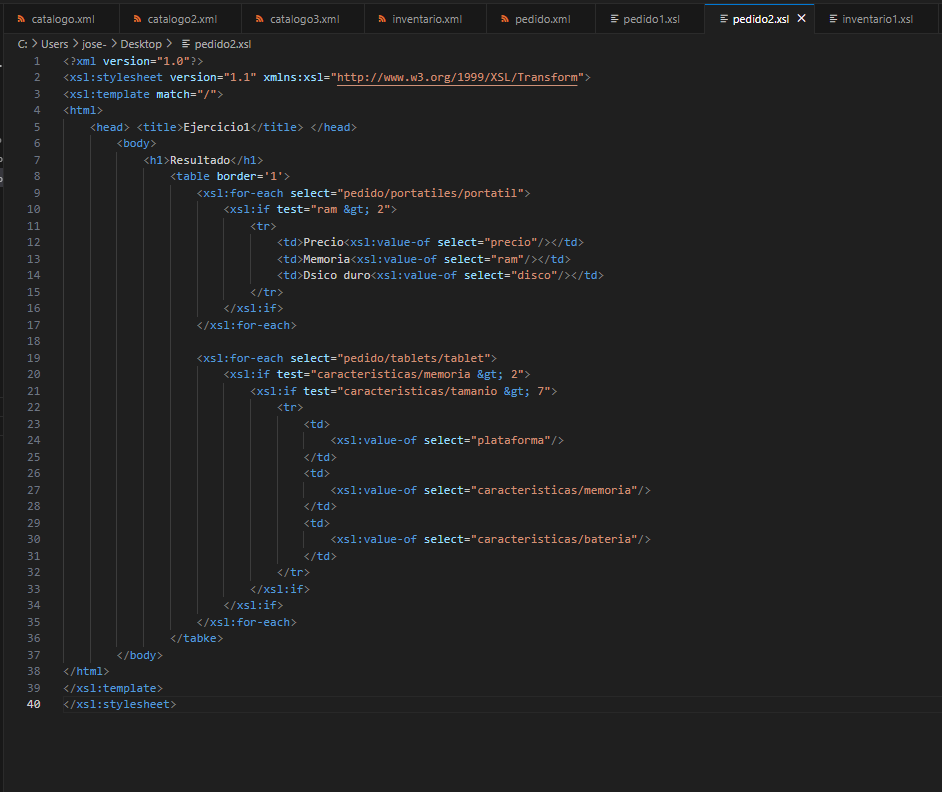 catalogo.xml catalogo2.xml catalogo3.xml inventario.xml pedido.xml pedido1.xsl pedido2.xsl inventario1.xsl
C: > Users > jose- > Desktop > pedido2.xsl
1 <?xml version="1.0"?>
2 <xsl:stylesheet version="1.1" xmlns:xsl="http://www.w3.org/1999/XSL/Transform">
3 <xsl:template match="/">
4 <html>
5 <head> <title>Ejercicio1</title> </head>
6 <body>
7 <h1>Resultado</h1>
8 <table border='1'>
9 <xsl:for-each select="pedido/portatiles/portatil">
10 <xsl:if test="ram &gt; 2">
11 <tr>
12 <td>Precio<xsl:value-of select="precio"/></td>
13 <td>Memoria<xsl:value-of select="ram"/></td>
14 <td>Dsico duro<xsl:value-of select="disco"/></td>
15 </tr>
16 </xsl:if>
17 </xsl:for-each>
18
19 <xsl:for-each select="pedido/tablets/tablet">
20 <xsl:if test="caracteristicas/memoria &gt; 2">
21 <xsl:if test="caracteristicas/tamanio &gt; 7">
22 <tr>
23 <td>
24 <xsl:value-of select="plataforma"/>
25 </td>
26 <td>
27 <xsl:value-of select="caracteristicas/memoria"/>
28 </td>
29 <td>
30 <xsl:value-of select="caracteristicas/bateria"/>
31 </td>
32 </tr>
33 </xsl:if>
34 </xsl:if>
35 </xsl:for-each>
36 </tabke>
37 </body>
38 </html>
39 </xsl:template>
40 </xsl:stylesheet>